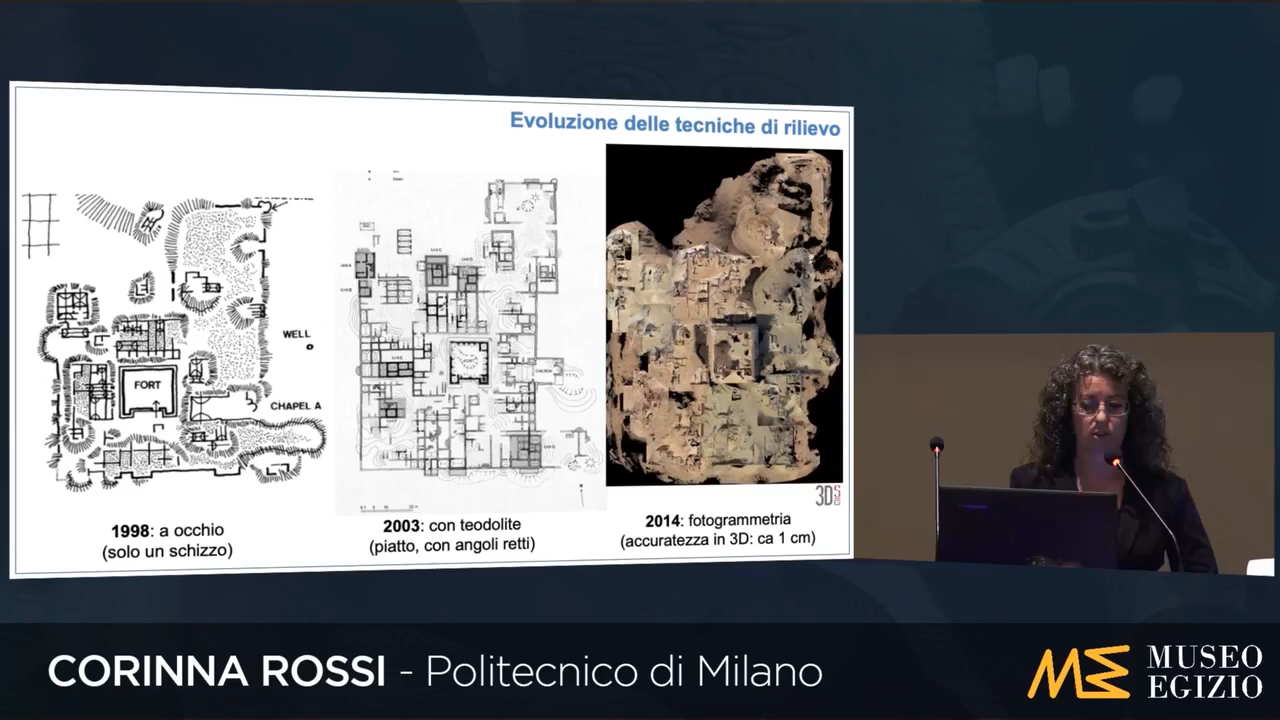 Evoluzione delle tecniche di rilievo
WELL
FORT
CHAPEL A
3DS
1998: a occhio
(solo un schizzo)
2003: con teodolite
(piatto, con angoli retti)
2014: fotogrammetria
(accuratezza in 3D: ca 1 cm)
CORINNA ROSSI - Politecnico di Milano
MUSEO
EGIZIO